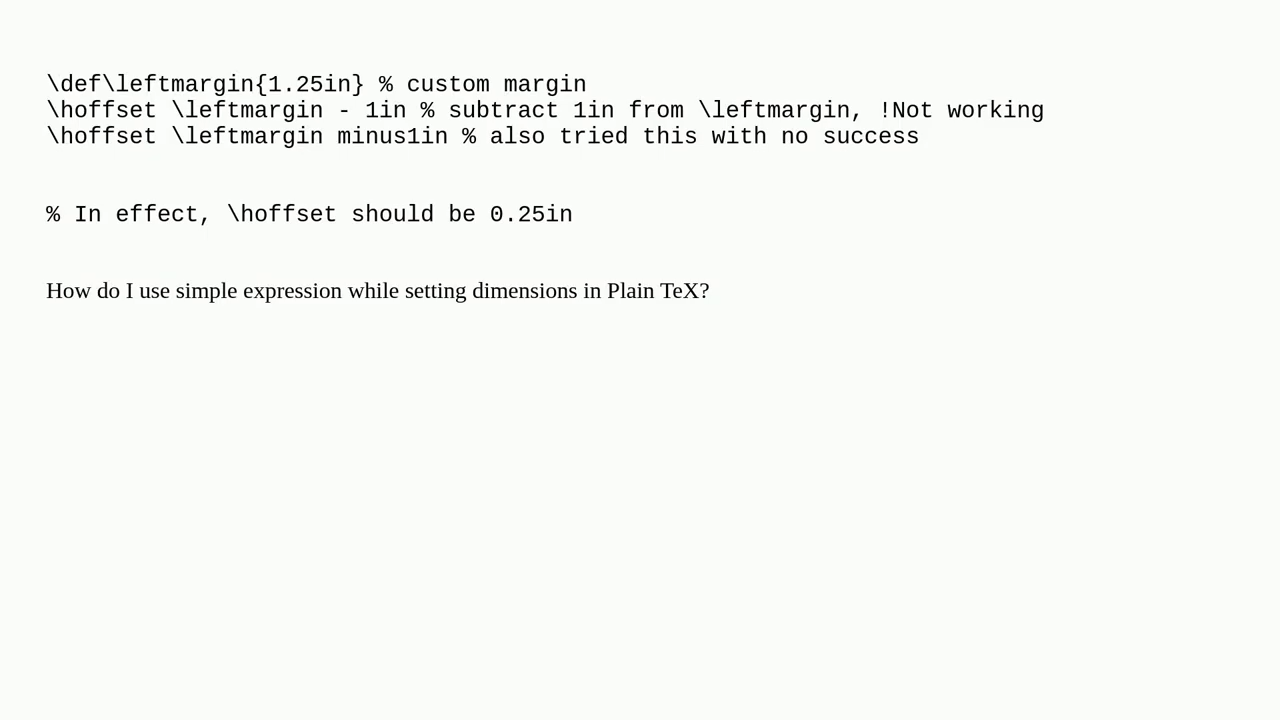 \def\leftmargin{1.25in} % custom margin
\hoffset \leftmargin - 1in % subtract 1in from \leftmargin, !Not working
\hoffset \leftmargin minus1in % also tried this with no success
% In effect, \hoffset should be 0.25in
How do I use simple expression while setting dimensions in Plain TeX?